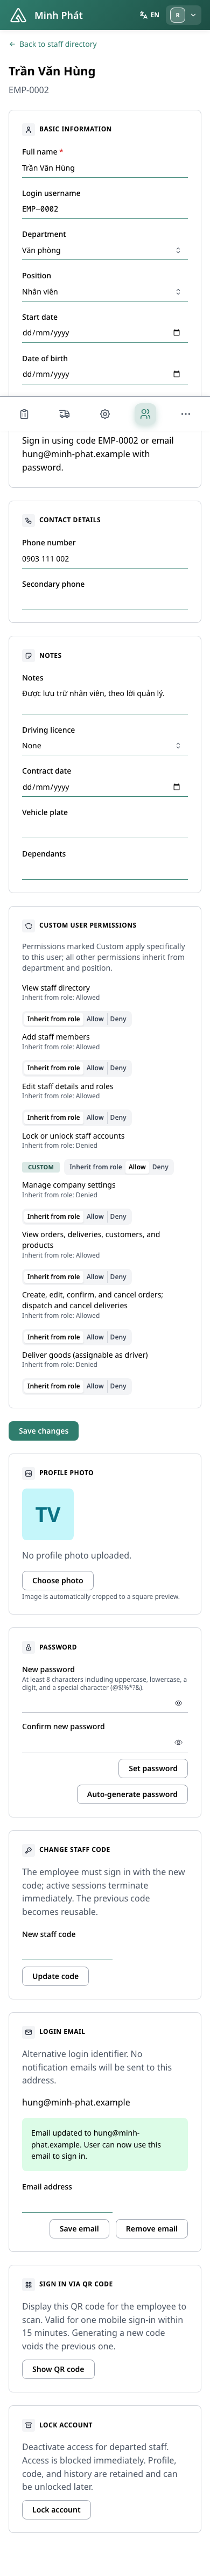 Minh Phát
EN
R
Back to staff directory
Trần Văn Hùng
EMP-0002
BASIC INFORMATION
Full name *
Trần Văn Hùng
Login username
EMP-0002
Department
Văn phòng
Position
Nhân viên
Start date
dd/mm/yyyy
Date of birth
dd/mm/yyyy
Sign in using code EMP-0002 or email
hung@minh-phat.example with
password.
CONTACT DETAILS
Phone number
0903 111 002
Secondary phone
NOTES
Notes
Được lưu trữ nhân viên, theo lời quản lý.
Driving licence
None
Contract date
dd/mm/yyyy
Vehicle plate
Dependants
CUSTOM USER PERMISSIONS
Permissions marked Custom apply specifically
to this user; all other permissions inherit from
department and position.
View staff directory
Inherit from role: Allowed
Inherit from role Allow Deny
Add staff members
Inherit from role: Allowed
Inherit from role Allow Deny
Edit staff details and roles
Inherit from role: Allowed
Inherit from role Allow Deny
Lock or unlock staff accounts
Inherit from role: Denied
CUSTOM Inherit from role Allow Deny
Manage company settings
Inherit from role: Denied
Inherit from role Allow Deny
View orders, deliveries, customers, and
products
Inherit from role: Allowed
Inherit from role Allow Deny
Create, edit, confirm, and cancel orders;
dispatch and cancel deliveries
Inherit from role: Allowed
Inherit from role Allow Deny
Deliver goods (assignable as driver)
Inherit from role: Denied
Inherit from role Allow Deny
Save changes
PROFILE PHOTO
TV
No profile photo uploaded.
Choose photo
Image is automatically cropped to a square preview.
PASSWORD
New password
At least 8 characters including uppercase, lowercase, a
digit, and a special character (@$!%*?&).
Confirm new password
Set password
Auto-generate password
CHANGE STAFF CODE
The employee must sign in with the new
code; active sessions terminate
immediately. The previous code
becomes reusable.
New staff code
Update code
LOGIN EMAIL
Alternative login identifier. No
notification emails will be sent to this
address.
hung@minh-phat.example
Email updated to hung@minh-
phat.example. User can now use this
email to sign in.
Email address
Save email Remove email
SIGN IN VIA QR CODE
Display this QR code for the employee to
scan. Valid for one mobile sign-in within
15 minutes. Generating a new code
voids the previous one.
Show QR code
LOCK ACCOUNT
Deactivate access for departed staff.
Access is blocked immediately. Profile,
code, and history are retained and can
be unlocked later.
Lock account